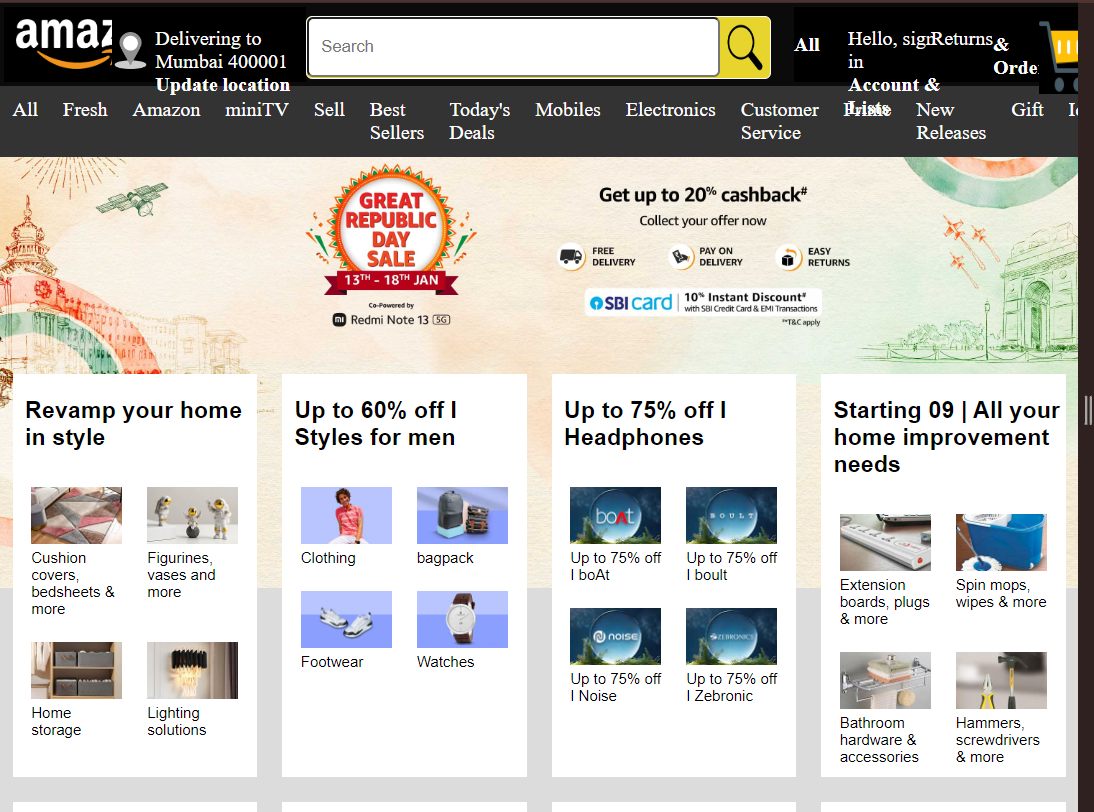 amaz
Delivering to
Mumbai 400001
Update location
Search
All
Hello, sign
in
Account &
Lists
Returns
&
Orde
All
Fresh
Amazon
miniTV
Sell
Best
Sellers
Today's
Deals
Mobiles
Electronics
Customer
Service
Prime
New
Releases
Gift
GREAT
REPUBLIC
DAY
SALE
13TH - 18TH JAN
Co-Powered by
mi Redmi Note 13 5G
Get up to 20% cashback#
Collect your offer now
FREE
DELIVERY
PAY ON
DELIVERY
EASY
RETURNS
SBI card
10% Instant Discount#
with SBI Credit Card & EMI Transactions
**T&C apply
Revamp your home
in style
Cushion
covers,
bedsheets &
more
Figurines,
vases and
more
Home
storage
Lighting
solutions
Up to 60% off I
Styles for men
Clothing
bagpack
Footwear
Watches
Up to 75% off I
Headphones
boAt
Up to 75% off
I boAt
BOULT
Up to 75% off
I boult
NOISE
Up to 75% off
I Noise
ZEBRONICS
Up to 75% off
I Zebronic
Starting 09 | All your
home improvement
needs
Extension
boards, plugs
& more
Spin mops,
wipes & more
Bathroom
hardware &
accessories
Hammers,
screwdrivers
& more